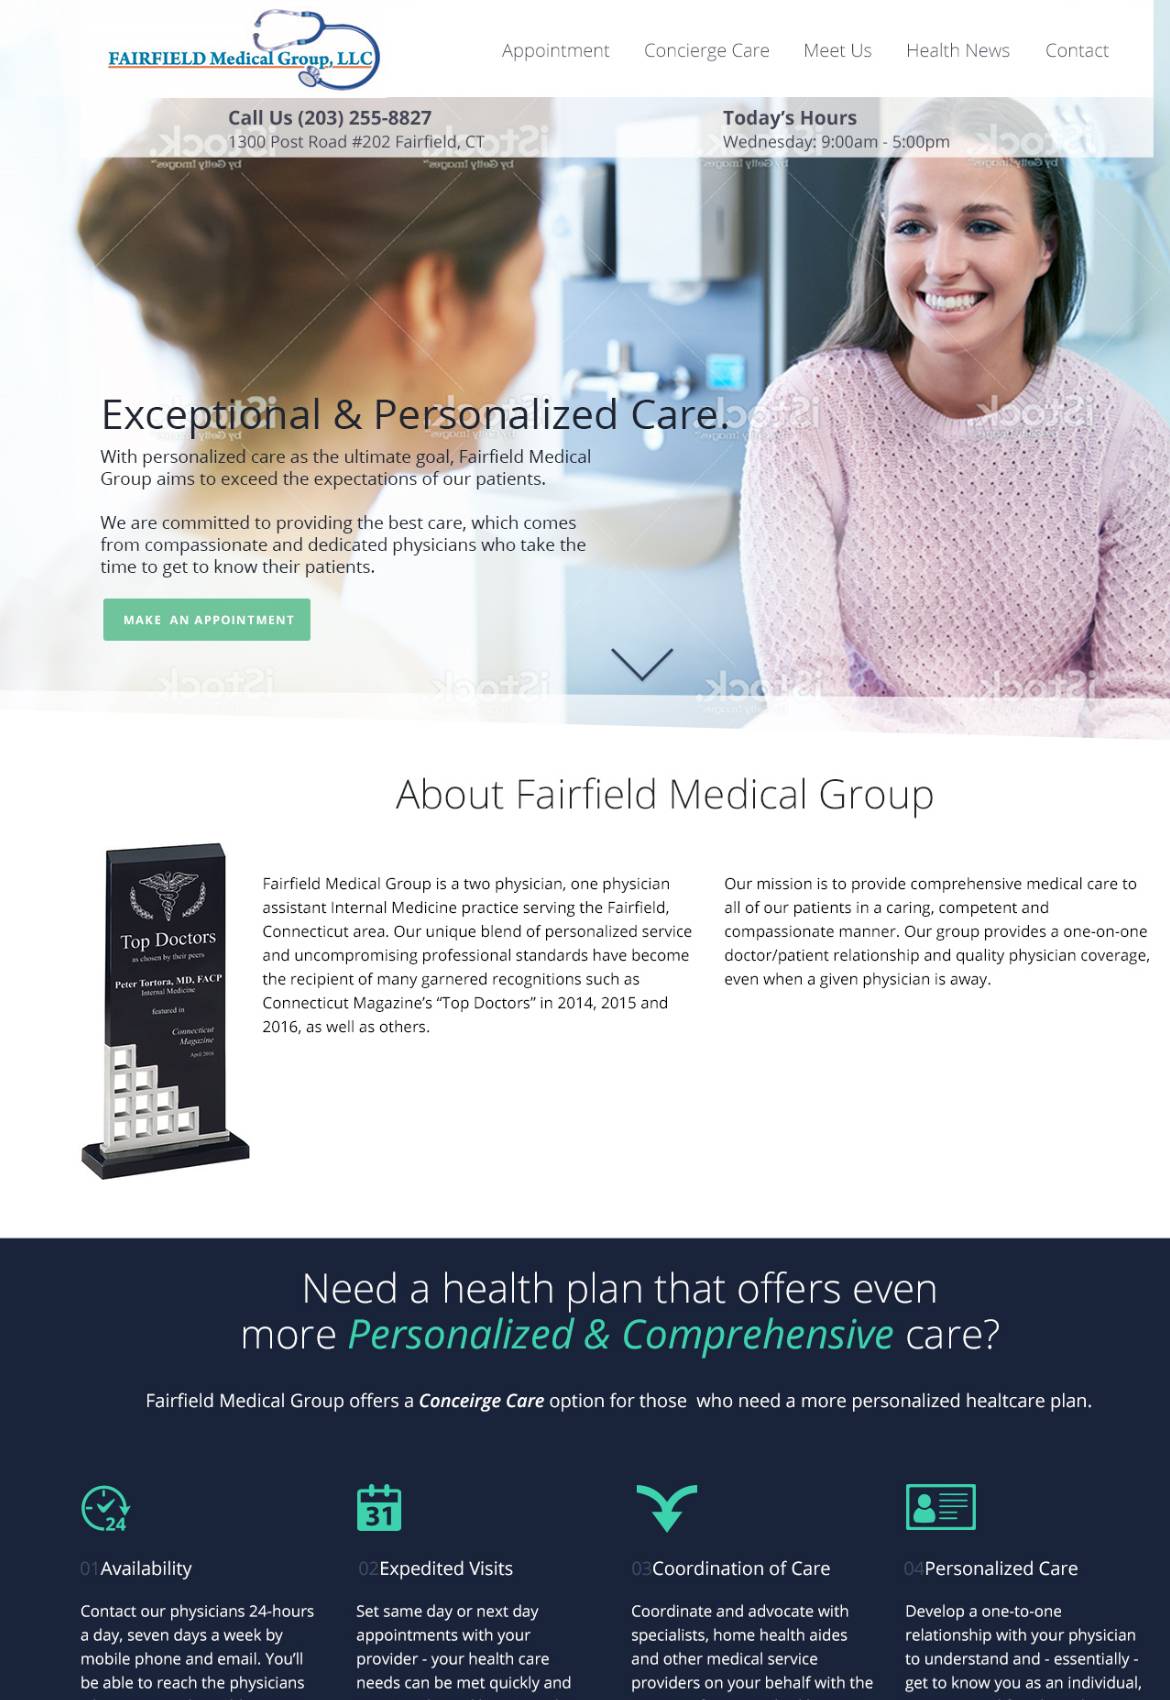 FAIRFIELD Medical Group, LLC
Appointment Concierge Care Meet Us Health News Contact
Call Us (203) 255-8827
1300 Post Road #202 Fairfield, CT
Today's Hours
Wednesday: 9:00am - 5:00pm
iStock
by Getty Images™
Exceptional & Personalized Care.
With personalized care as the ultimate goal, Fairfield Medical
Group aims to exceed the expectations of our patients.
We are committed to providing the best care, which comes
from compassionate and dedicated physicians who take the
time to get to know their patients.
MAKE AN APPOINTMENT
About Fairfield Medical Group
Top Doctors
as chosen by their peers
Peter Tortora, MD, FACP
Internal Medicine
featured in
Connecticut
Magazine
April 2016
Fairfield Medical Group is a two physician, one physician
assistant Internal Medicine practice serving the Fairfield,
Connecticut area. Our unique blend of personalized service
and uncompromising professional standards have become
the recipient of many garnered recognitions such as
Connecticut Magazine's “Top Doctors” in 2014, 2015 and
2016, as well as others.
Our mission is to provide comprehensive medical care to
all of our patients in a caring, competent and
compassionate manner. Our group provides a one-on-one
doctor/patient relationship and quality physician coverage,
even when a given physician is away.
Need a health plan that offers even
more Personalized & Comprehensive care?
Fairfield Medical Group offers a Conceirge Care option for those who need a more personalized healtcare plan.
24
31
01Availability
Contact our physicians 24-hours
a day, seven days a week by
mobile phone and email. You'll
be able to reach the physicians
02Expedited Visits
Set same day or next day
appointments with your
provider - your health care
needs can be met quickly and
03Coordination of Care
Coordinate and advocate with
specialists, home health aides
and other medical service
providers on your behalf with the
04Personalized Care
Develop a one-to-one
relationship with your physician
to understand and - essentially -
get to know you as an individual,